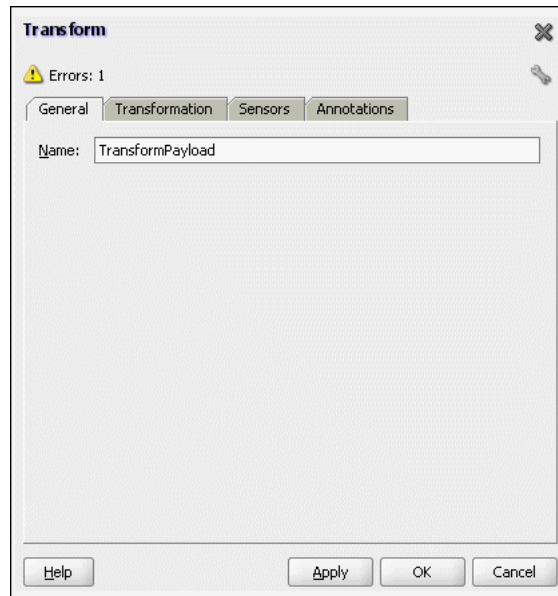 Transform
Errors: 1
General Transformation Sensors Annotations
Name: TransformPayload
Help Apply OK Cancel